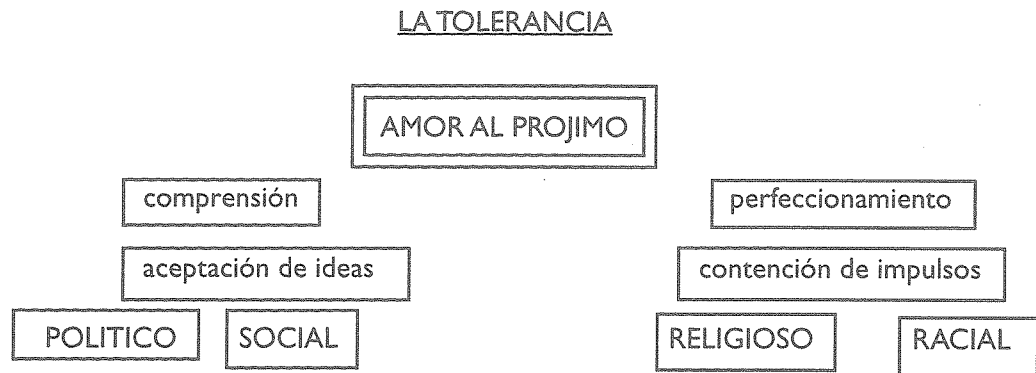 LA TOLERANCIA
AMOR AL PROJIMO
comprensión
perfeccionamiento
aceptación de ideas
contención de impulsos
POLITICO
SOCIAL
RELIGIOSO
RACIAL